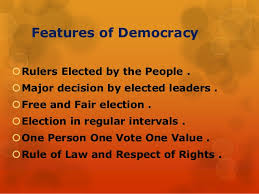 Features of Democracy
Rulers Elected by the People .
Major decision by elected leaders .
Free and Fair election .
Election in regular intervals .
One Person One Vote One Value .
Rule of Law and Respect of Rights .